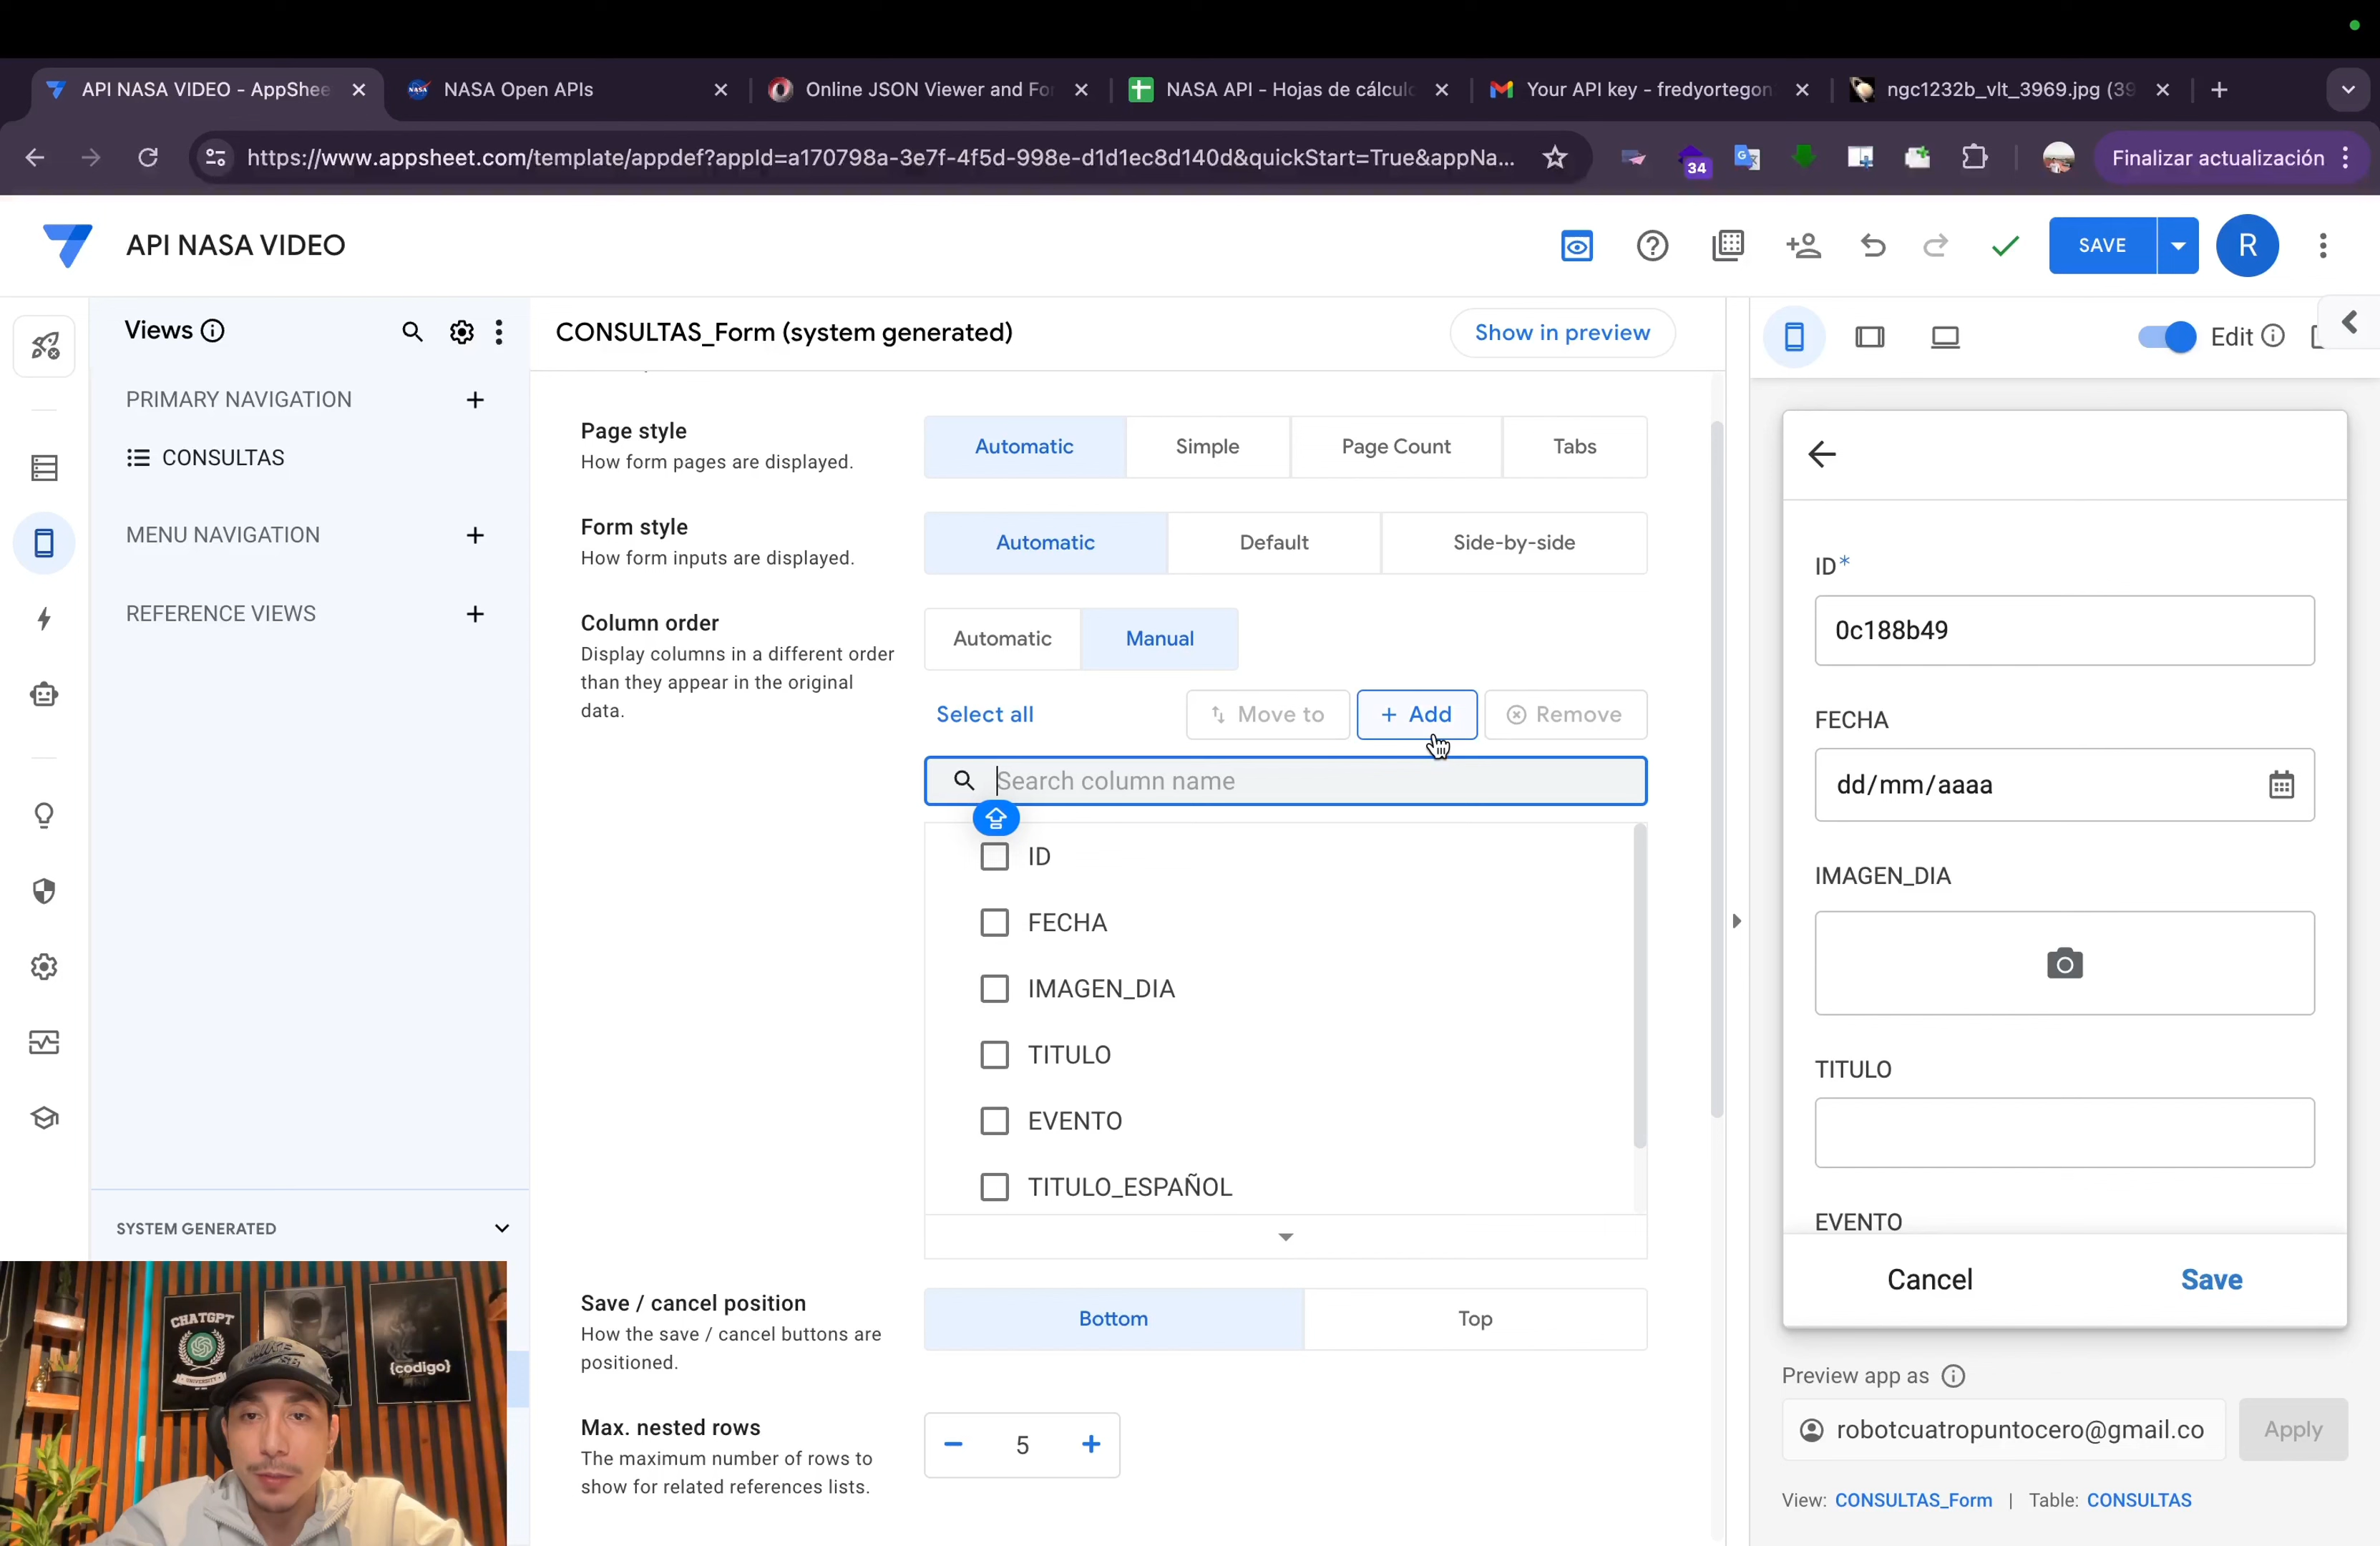 API NASA VIDEO - AppShee
NASA Open APIs
Online JSON Viewer and For
NASA API - Hojas de cálculo
Your API key - fredyortegon
ngc1232b_vlt_3969.jpg (39
https://www.appsheet.com/template/appdef?appId=a170798a-3e7f-4f5d-998e-d1d1ec8d140d&quickStart=True&appNa...
34
Finalizar actualización
API NASA VIDEO
SAVE
R
Views
CONSULTAS_Form (system generated)
Show in preview
Edit
PRIMARY NAVIGATION
CONSULTAS
MENU NAVIGATION
REFERENCE VIEWS
SYSTEM GENERATED
Page style
How form pages are displayed.
Automatic
Simple
Page Count
Tabs
Form style
How form inputs are displayed.
Automatic
Default
Side-by-side
Column order
Display columns in a different order
than they appear in the original
data.
Automatic
Manual
Select all
Move to
+ Add
Remove
Search column name
ID
FECHA
IMAGEN_DIA
TITULO
EVENTO
TITULO_ESPAÑOL
Save / cancel position
How the save / cancel buttons are
positioned.
Bottom
Top
Max. nested rows
The maximum number of rows to
show for related references lists.
5
ID*
0c188b49
FECHA
dd/mm/aaaa
IMAGEN_DIA
TITULO
EVENTO
Cancel
Save
Preview app as
robotcuatropuntocero@gmail.co
Apply
View: CONSULTAS_Form | Table: CONSULTAS
CHATGPT
UNIVERSITY
{codigo}